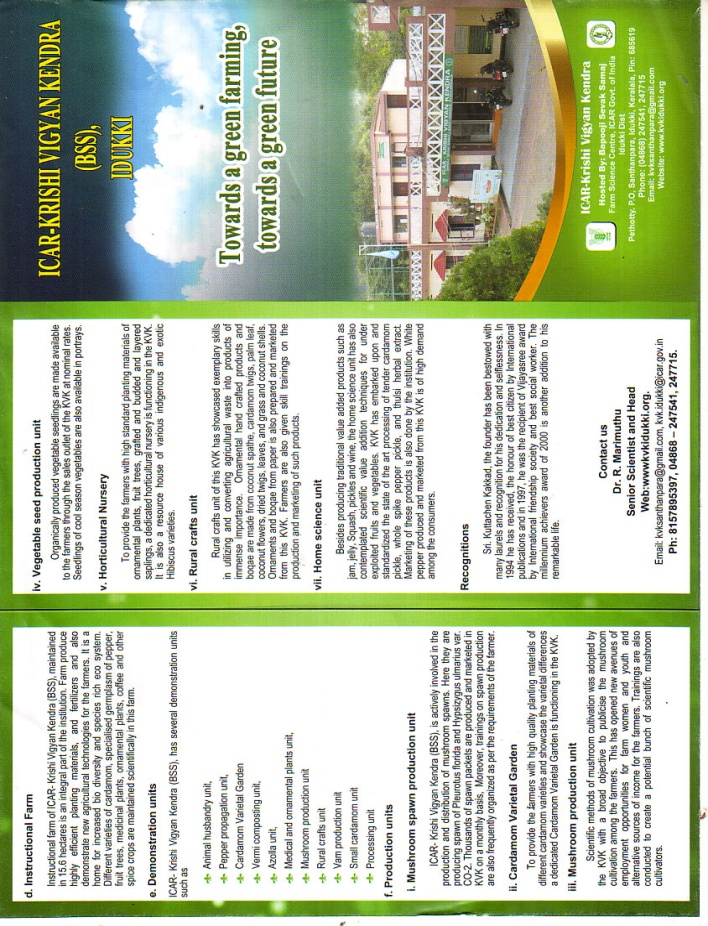 d. Instructional Farm
Instructional farm of ICAR- Krishi Vigyan Kendra (BSS), maintained
in 15.6 hectares is an integral part of the institution. Farm produce
highly efficient planting materials, and fertilizers and also
demonstrate new agricultural technologies for the farmers. It is a
home for increased bio diversity and species rich eco system.
Different varieties of cardamom, specialised germplasm of pepper,
fruit trees, medicinal plants, ornamental plants, coffee and other
spice crops are maintained scientifically in this farm.
e. Demonstration units
ICAR- Krishi Vigyan Kendra (BSS), has several demonstration units
such as
Animal husbandry unit,
Pepper propagation unit,
Cardamom Varietal Garden
Vermi composting unit,
Azolla unit,
Medical and ornamental plants unit,
Mushroom production unit
Rural crafts unit
Yam production unit
Small cardamom unit
Processing unit
f. Production units
i. Mushroom spawn production unit
ICAR- Krishi Vigyan Kendra (BSS), is actively involved in the
production and distribution of mushroom spawns. Here they are
producing spawn of Pleurotus florida and Hypsizygus ulmarius var.
CO-2. Thousands of spawn packets are produced and marketed in
KVK on a monthly basis. Moreover, trainings on spawn production
are also frequently organized as per the requirements of the farmer.
ii. Cardamom Varietal Garden
To provide the farmers with high quality planting materials of
different cardamom varieties and showcase the varietal differences
a dedicated Cardamom Varietal Garden is functioning in the KVK.
iii. Mushroom production unit
Scientific methods of mushroom cultivation was adopted by
the KVK with a broad objective to publicise the mushroom
cultivation among the farmers. This has opened new avenues of
employment opportunities for farm women and youth and
alternative sources of income for the farmers. Trainings are also
conducted to create a potential bunch of scientific mushroom
cultivators.
iv. Vegetable seed production unit
Organically produced vegetable seedlings are made available
to the farmers through the sales outlet of the KVK at nominal rates.
Seedlings of cool season vegetables are also available in portrays.
v. Horticultural Nursery
To provide the farmers with high standard planting materials of
ornamental plants, fruit trees, grafted and budded and layered
saplings, a dedicated horticultural nursery is functioning in the KVK.
It is also a resource house of various indigenous and exotic
Hibiscus varieties.
vi. Rural crafts unit
Rural crafts unit of this KVK has showcased exemplary skills
in utilizing and converting agricultural waste into products of
immense importance. Ornamental hand crafted products and
boqae are made from coconut spathe, cardamom twigs, palm leaf,
coconut flowers, dried twigs, leaves, and grass and coconut shells.
Ornaments and boqae from paper is also prepared and marketed
from this KVK. Farmers are also given skill trainings on the
production and marketing of such products.
vii. Home science unit
Besides producing traditional value added products such as
jam, jelly, Squash, pickles and wine, the home science unit has also
contemplated scientific value addition techniques for under
exploited fruits and vegetables. KVK has embarked upon and
standardized the state of the art processing of tender cardamom
pickle, whole spike pepper pickle, and thulsi herbal extract.
Marketing of these products is also done by the institution. White
pepper produced and marketed from this KVK is of high demand
among the consumers.
Recognitions
Sri. Kuttachen Kakkad, the founder has been bestowed with
many laurels and recognition for his dedication and selflessness. In
1994 he has received, the honour of best citizen by International
publications and in 1997, he was the recipient of Vijayasree award
by International friendship society and best social worker. The
millennium achievers award of 2000 is another addition to his
remarkable life.
Contact us
Dr. R. Marimuthu
Senior Scientist and Head
Web:wwwkvkidukki.org.
Email: kvksanthanpara@gmail.com, kvk.idukki@icar.gov.in
Ph: 8157895397, 04868 – 247541, 247715.
ICAR-KRISHI VIGYAN KENDRA
(BSS),
IDUKKI
Towards a green farming,
towards a green future
ICAR KRISHI VIGYAN KENDRA
ICAR-Krishi Vigyan Kendra
Hosted By: Bapooji Sevak Samaj
Farm Science Centre, ICAR Govt. of India
Idukki Dist
Pethotty. P.O, Santhanpara, Idukki, Keralala, Pin: 685619
Phone: (04868) 247541, 247715
Email: kvksanthanpara@gmail.com
Website: www.kvkidukki.org